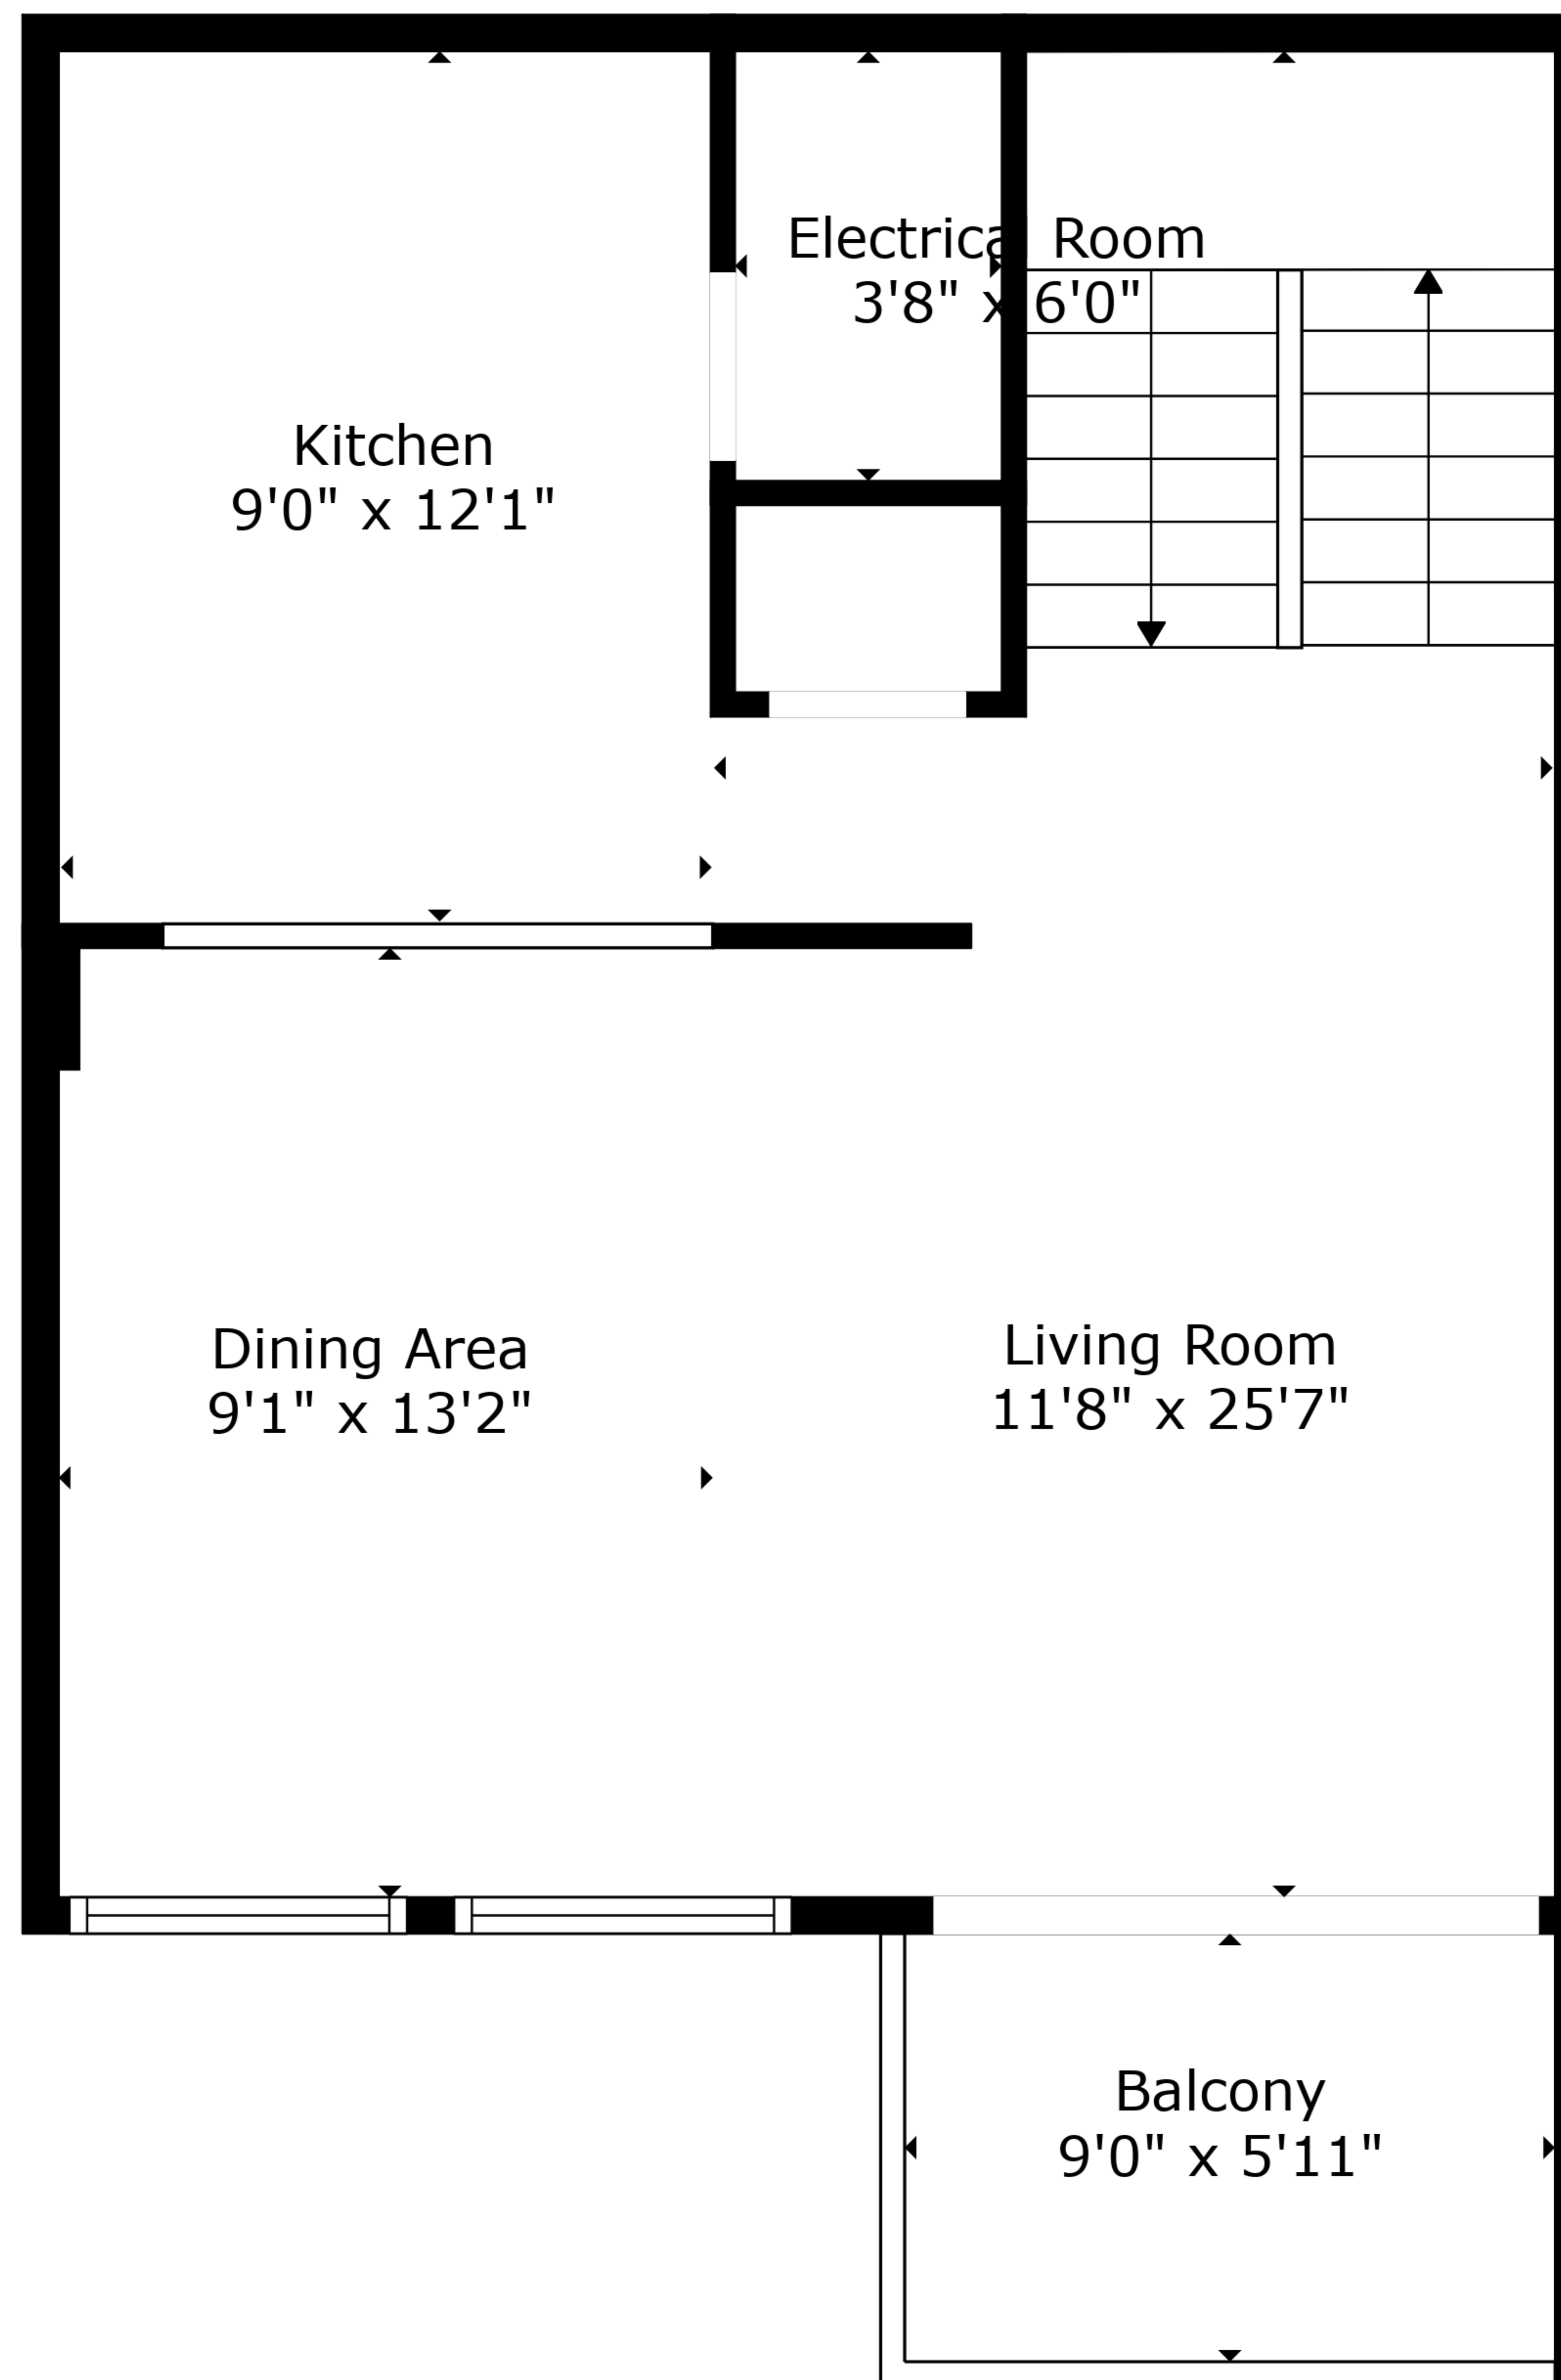 Electrical Room
3'8" x 6'0"
Kitchen
9'0" x 12'1"
Dining Area
9'1" x 13'2"
Living Room
11'8" x 25'7"
Balcony
9'0" x 5'11"